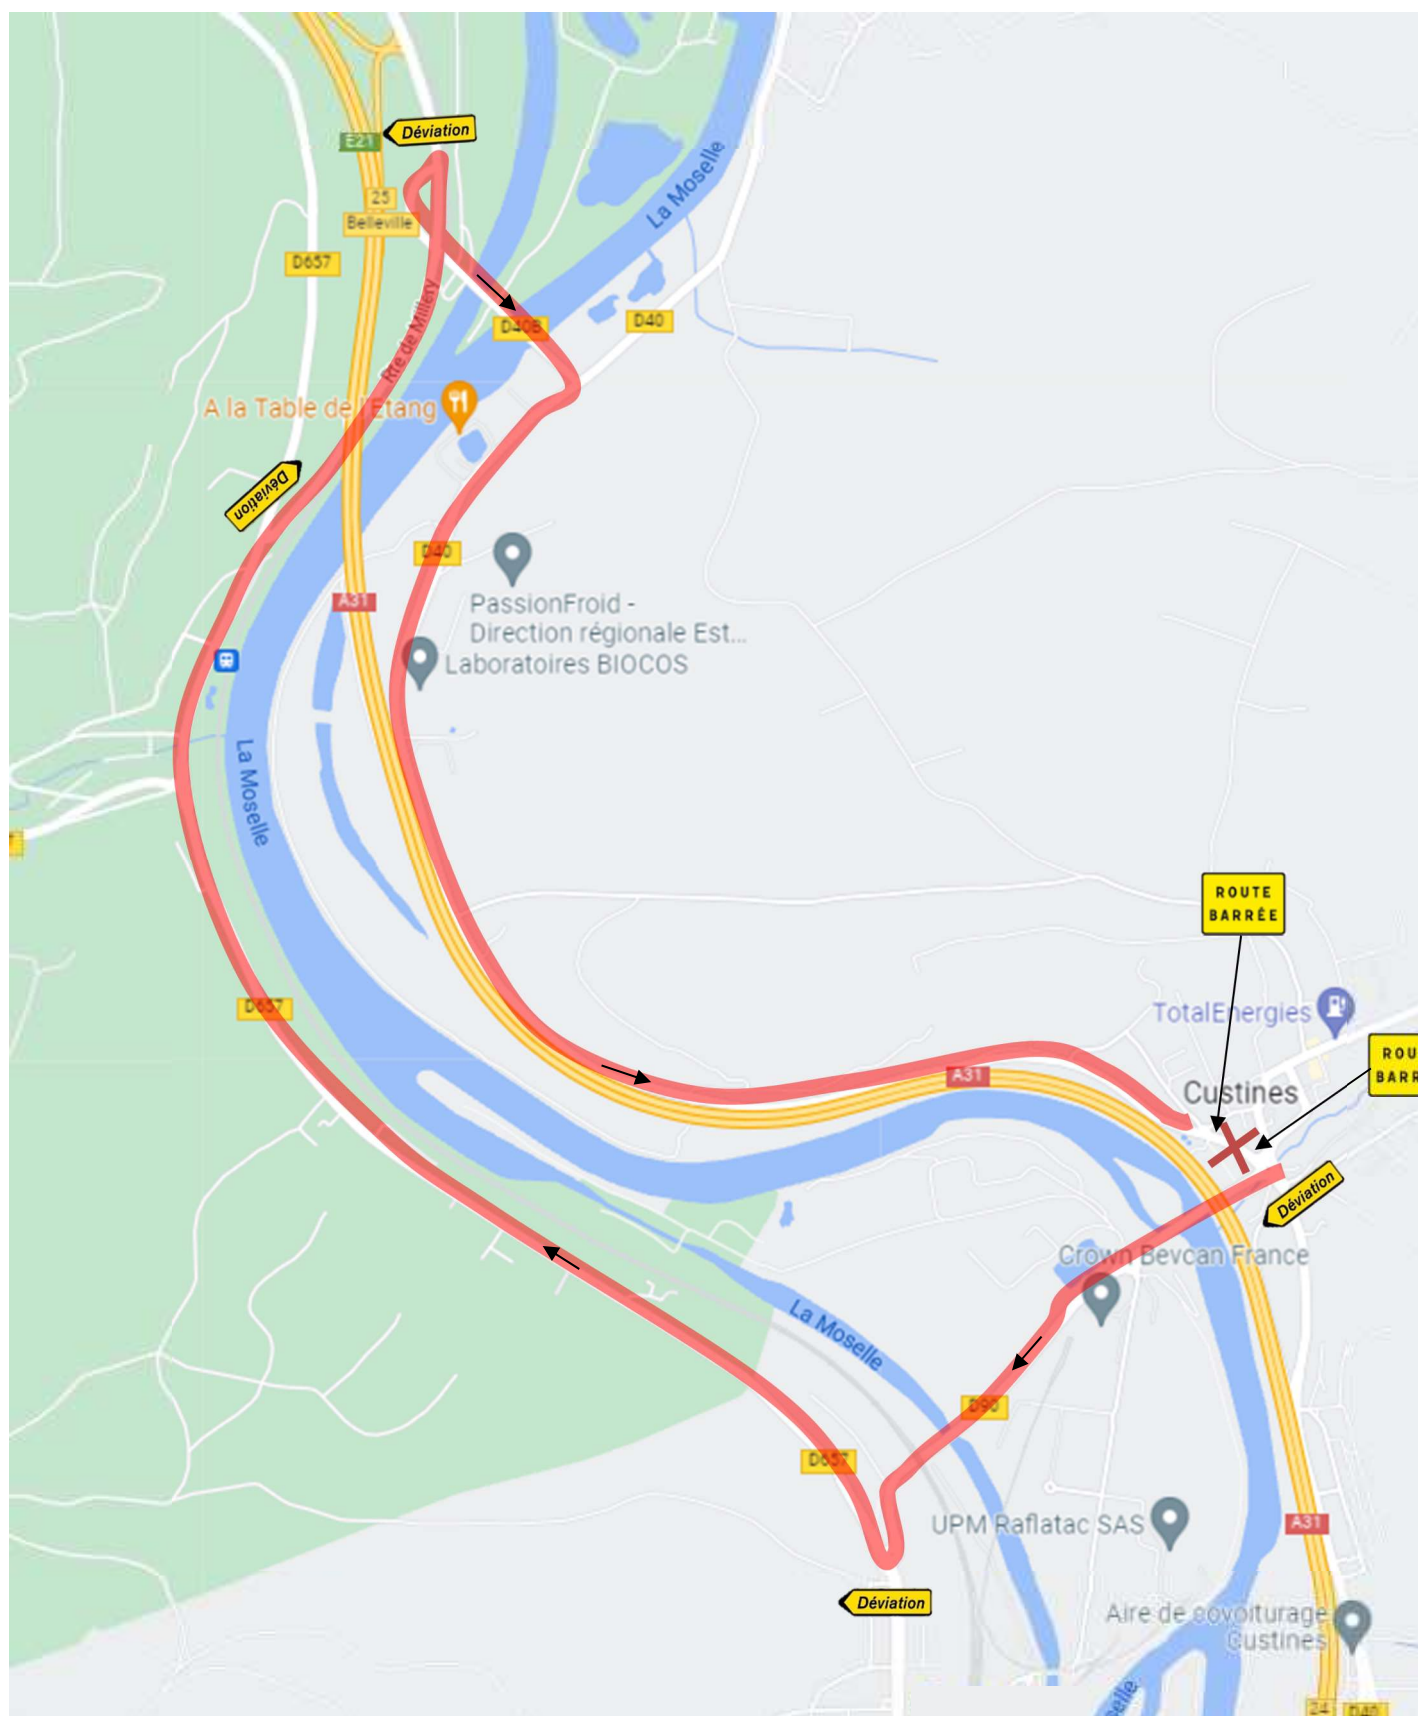 Déviation
E21
25
Belleville
La Moselle
D657
Rte de Millery
D40B
D40
A la Table de l'Etang
Déviation
D40
PassionFroid -
Direction régionale Est...
A31
Laboratoires BIOCOS
La Moselle
ROUTE
BARRÉE
D657
TotalEnergies
ROU
BARR
A31
Custines
Déviation
Crown Bevcan France
La Moselle
D90
D657
UPM Raflatac SAS
A31
Déviation
Aire de covoiturage
Custines
selle
24
D40